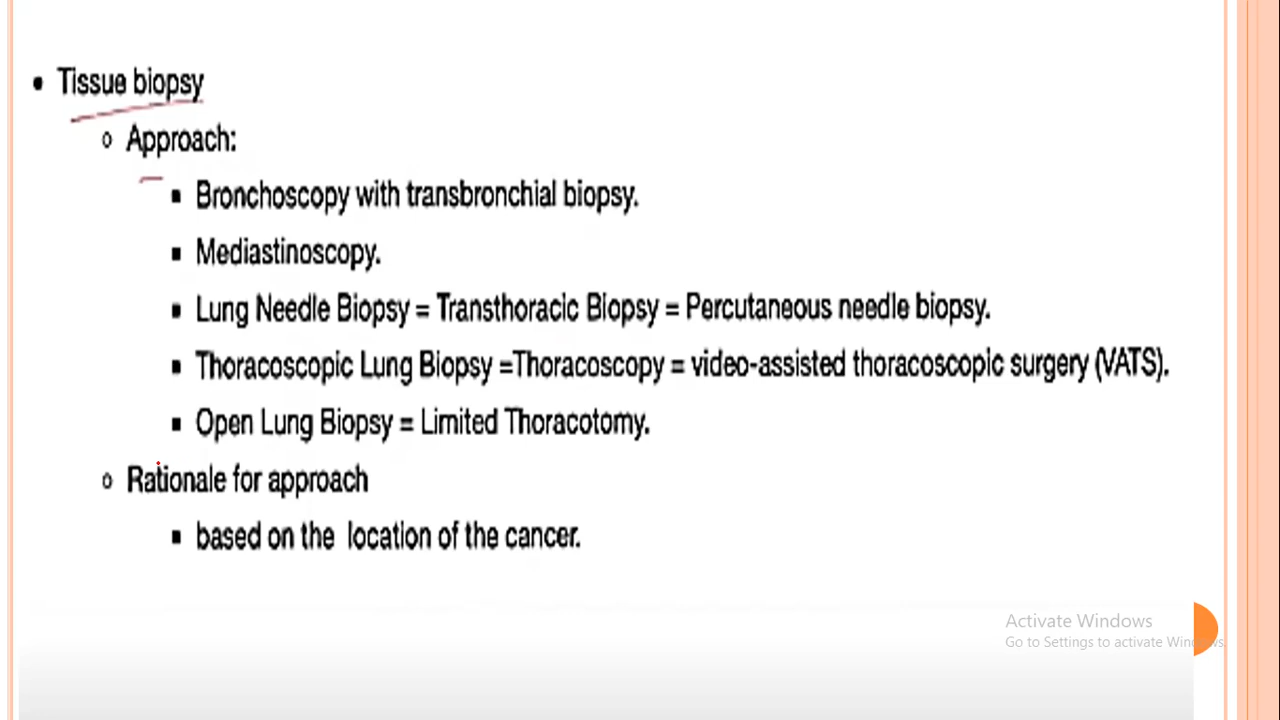 • Tissue biopsy
o Approach:
▪ Bronchoscopy with transbronchial biopsy.
▪ Mediastinoscopy.
▪ Lung Needle Biopsy = Transthoracic Biopsy = Percutaneous needle biopsy.
▪ Thoracoscopic Lung Biopsy =Thoracoscopy = video-assisted thoracoscopic surgery (VATS).
▪ Open Lung Biopsy = Limited Thoracotomy.
o Rationale for approach
▪ based on the location of the cancer.
Activate Windows
Go to Settings to activate Windows.